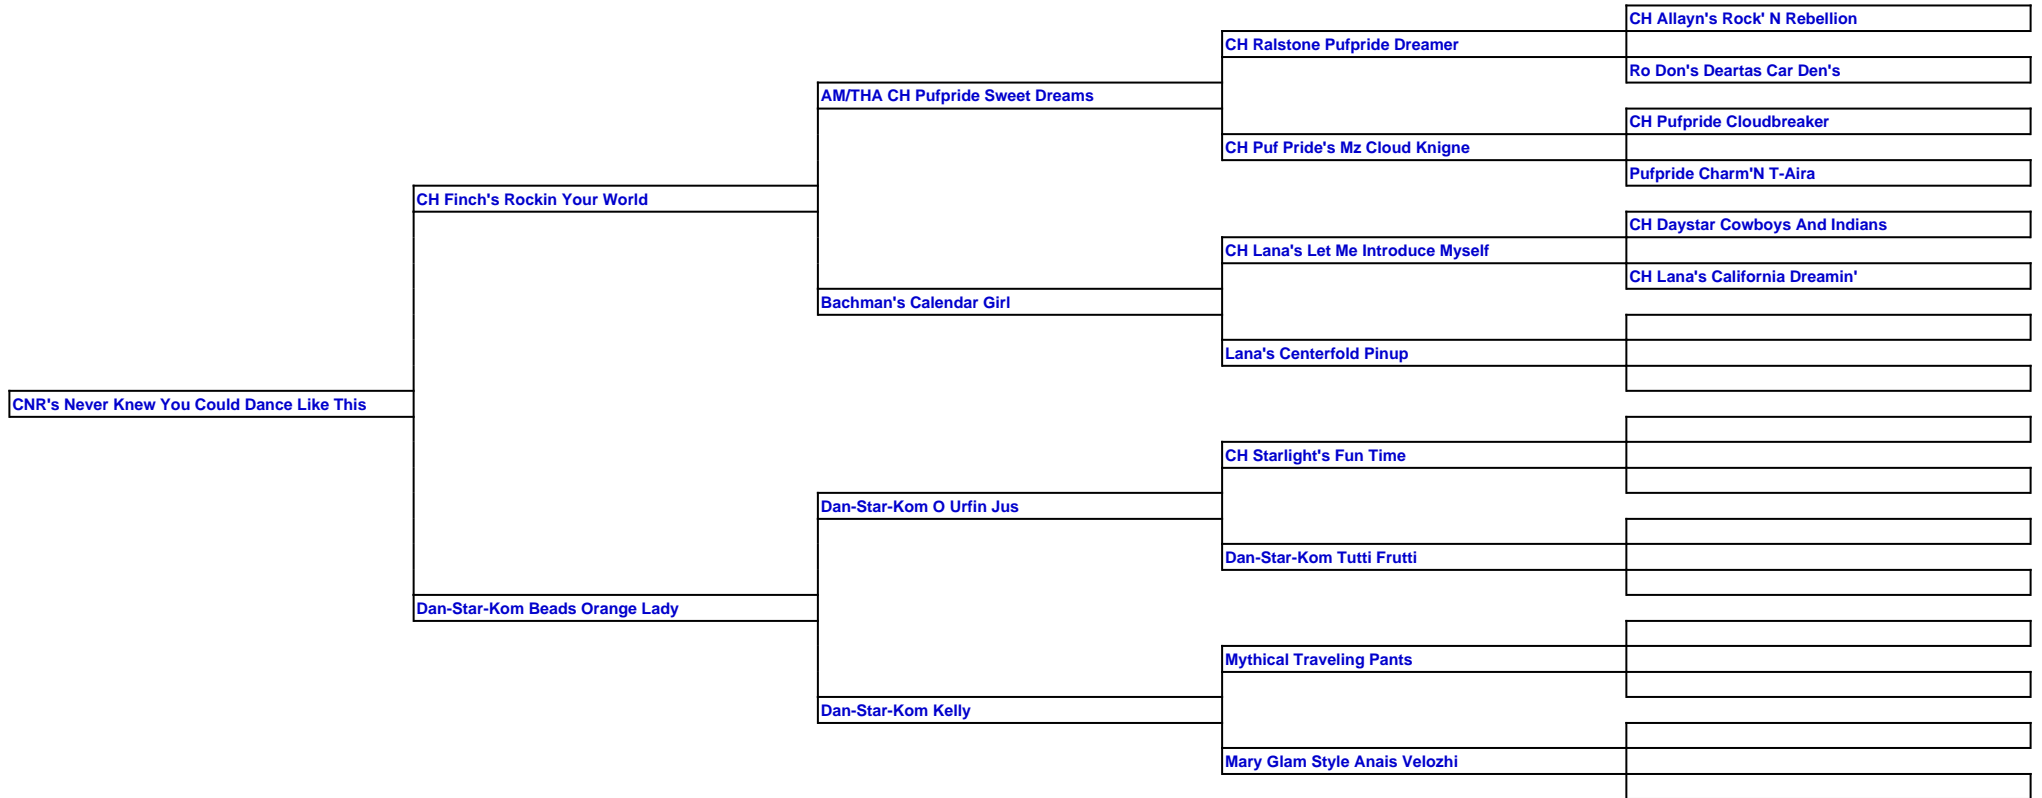 CH Allayn's Rock' N Rebellion
CH Ralstone Pufpride Dreamer
Ro Don's Deartas Car Den's
AM/THA CH Pufpride Sweet Dreams
CH Pufpride Cloudbreaker
CH Puf Pride's Mz Cloud Knigne
Pufpride Charm'N T-Aira
CH Finch's Rockin Your World
CH Daystar Cowboys And Indians
CH Lana's Let Me Introduce Myself
CH Lana's California Dreamin'
Bachman's Calendar Girl
Lana's Centerfold Pinup
CNR's Never Knew You Could Dance Like This
CH Starlight's Fun Time
Dan-Star-Kom O Urfin Jus
Dan-Star-Kom Tutti Frutti
Dan-Star-Kom Beads Orange Lady
Mythical Traveling Pants
Dan-Star-Kom Kelly
Mary Glam Style Anais Velozhi